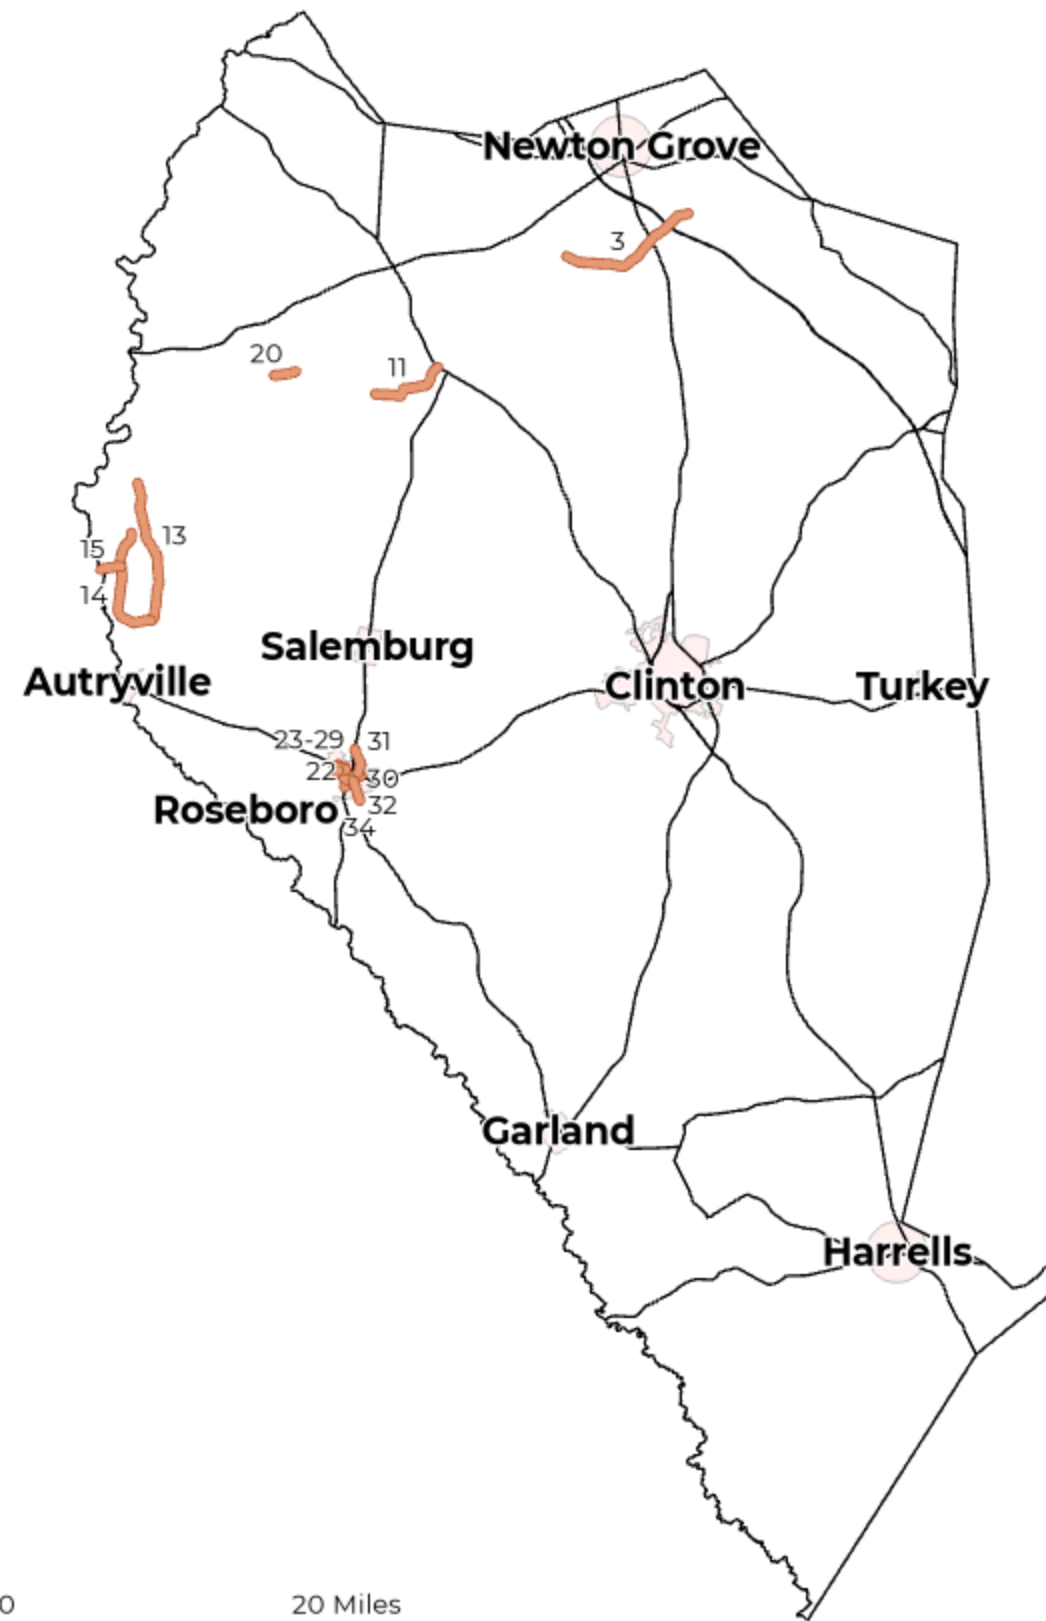 Newton Grove
3
20
11
13
15
14
Salemburg
Autryville
Clinton
Turkey
23-29
31
22
30
Roseboro
32
34
Garland
Harrells
0
20 Miles